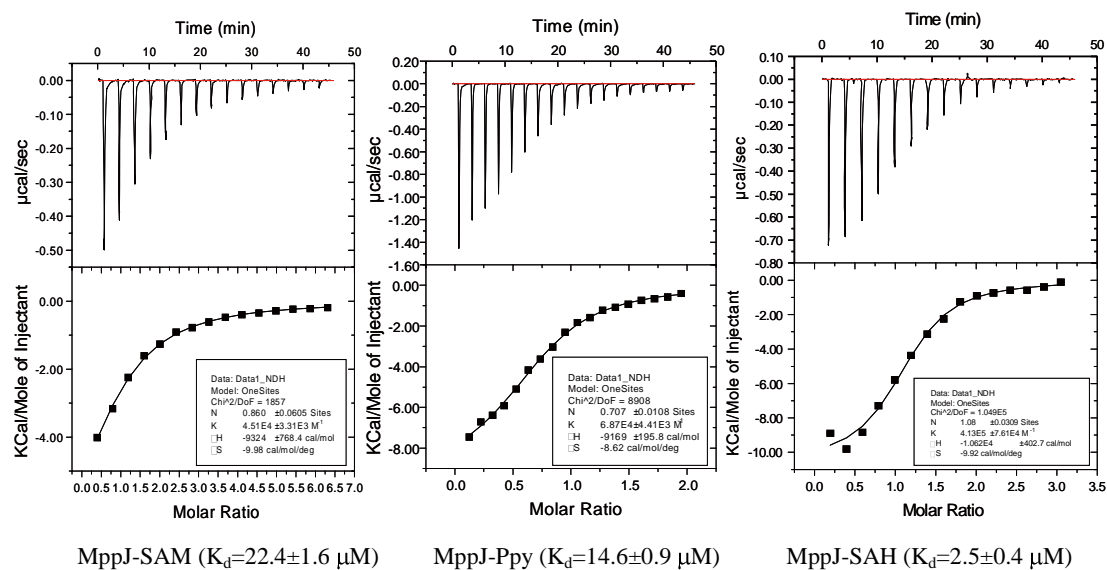 Time (min)
0 10 20 30 40 50
0.00
-0.10
-0.20
-0.30
-0.40
-0.50
µcal/sec
0.00
-2.00
-4.00
KCal/Mole of Injectant
Data: Data1_NDH
Model: OneSites
Chi^2/DoF = 1857
N 0.860 ±0.0605 Sites
K 4.51E4 ±3.31E3 M⁻¹
□H -9324 ±768.4 cal/mol
□S -9.98 cal/mol/deg
0.0 0.5 1.0 1.5 2.0 2.5 3.0 3.5 4.0 4.5 5.0 5.5 6.0 6.5 7.0
Molar Ratio
MppJ-SAM (Kd=22.4±1.6 µM)
Time (min)
0 10 20 30 40 50
0.20
0.00
-0.20
-0.40
-0.60
-0.80
-1.00
-1.20
-1.40
-1.60
µcal/sec
0.00
-2.00
-4.00
-6.00
-8.00
KCal/Mole of Injectant
Data: Data1_NDH
Model: OneSites
Chi^2/DoF = 8908
N 0.707 ±0.0108 Sites
K 6.87E4 ±4.41E3 M⁻¹
□H -9169 ±195.8 cal/mol
□S -8.62 cal/mol/deg
0.0 0.5 1.0 1.5 2.0
Molar Ratio
MppJ-Ppy (Kd=14.6±0.9 µM)
Time (min)
0 10 20 30 40 50
0.10
0.00
-0.10
-0.20
-0.30
-0.40
-0.50
-0.60
-0.70
-0.80
µcal/sec
0.00
-2.00
-4.00
-6.00
-8.00
-10.00
KCal/Mole of Injectant
Data: Data1_NDH
Model: OneSites
Chi^2/DoF = 1.049E5
N 1.08 ±0.0309 Sites
K 4.13E5 ±7.61E4 M⁻¹
□H -1.062E4 ±402.7 cal/mol
□S -9.92 cal/mol/deg
0.0 0.5 1.0 1.5 2.0 2.5 3.0 3.5
Molar Ratio
MppJ-SAH (Kd=2.5±0.4 µM)